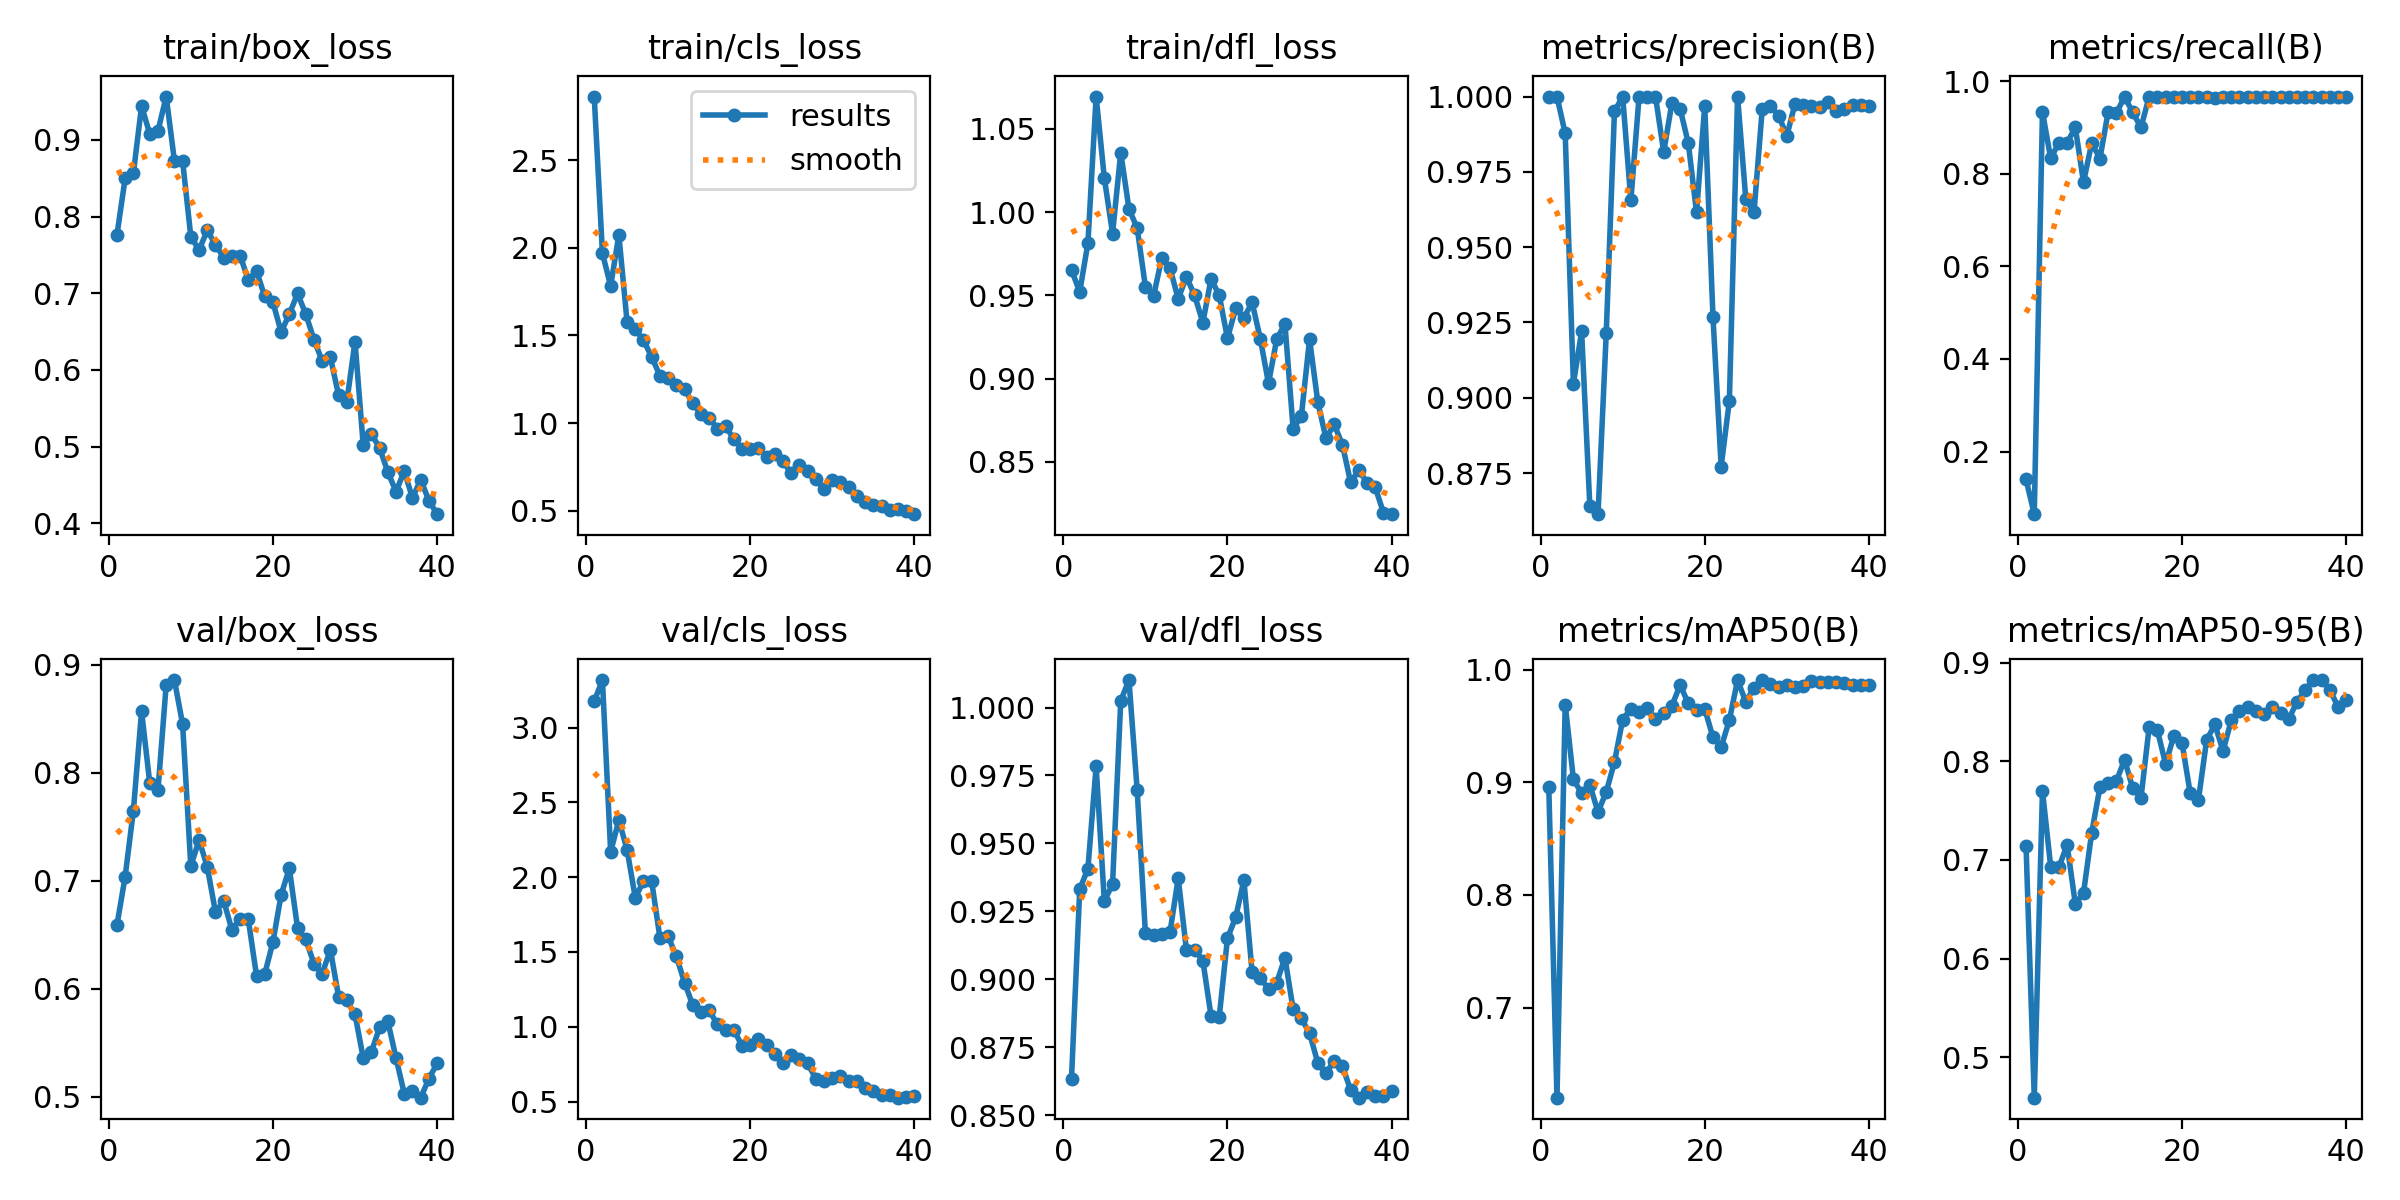 train/box_loss
0.9
0.8
0.7
0.6
0.5
0.4
0 20 40
train/cls_loss
results
smooth
2.5
2.0
1.5
1.0
0.5
0 20 40
train/dfl_loss
1.05
1.00
0.95
0.90
0.85
0 20 40
metrics/precision(B)
1.000
0.975
0.950
0.925
0.900
0.875
0 20 40
metrics/recall(B)
1.0
0.8
0.6
0.4
0.2
0 20 40
val/box_loss
0.9
0.8
0.7
0.6
0.5
0 20 40
val/cls_loss
3.0
2.5
2.0
1.5
1.0
0.5
0 20 40
val/dfl_loss
1.000
0.975
0.950
0.925
0.900
0.875
0.850
0 20 40
metrics/mAP50(B)
1.0
0.9
0.8
0.7
0 20 40
metrics/mAP50-95(B)
0.9
0.8
0.7
0.6
0.5
0 20 40